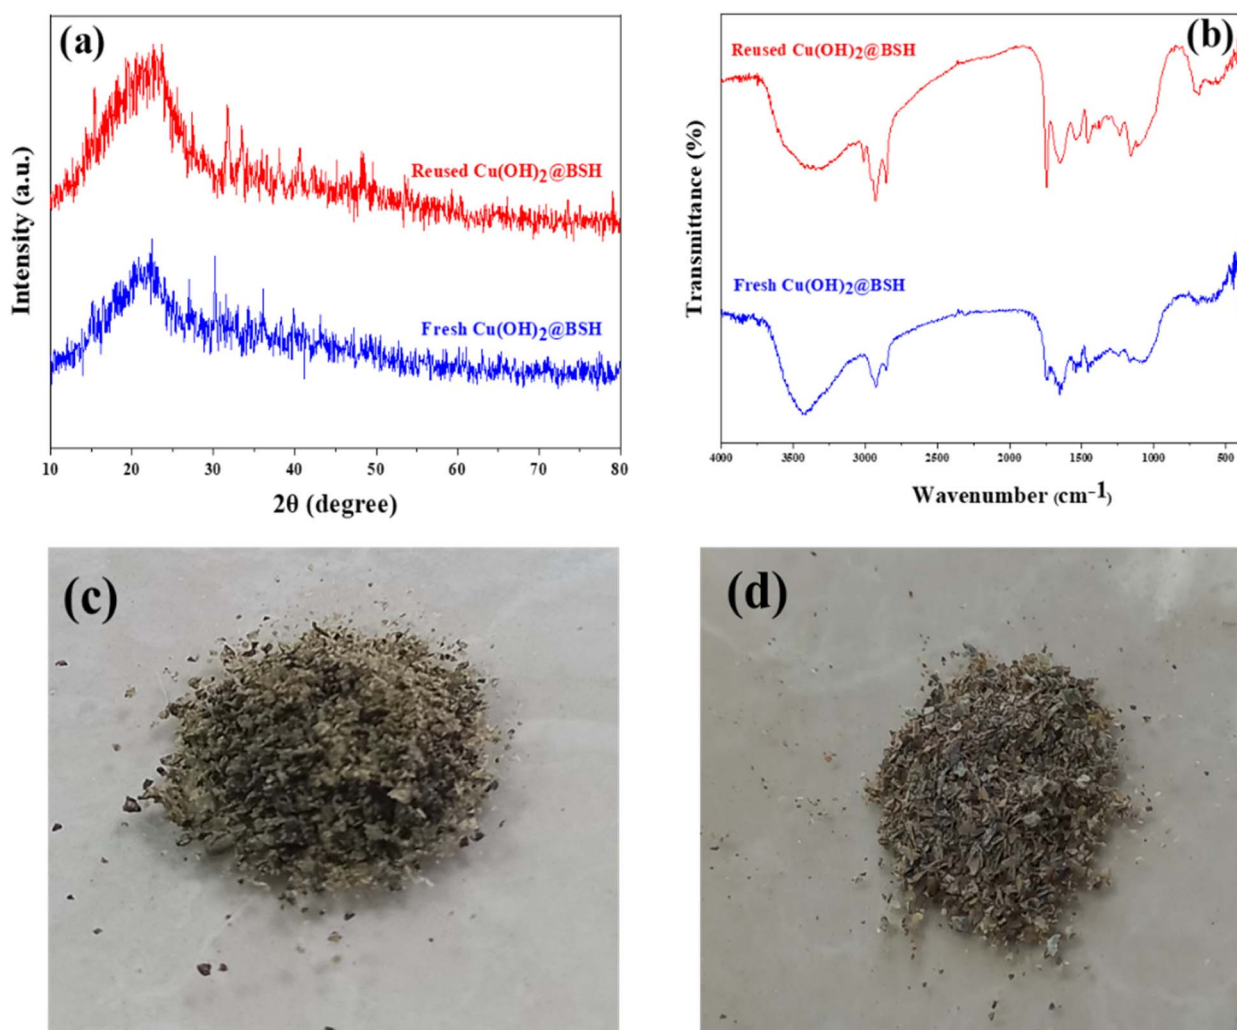 (a)
Reused Cu(OH)2@BSH
Fresh Cu(OH)2@BSH
Intensity (a.u.)
10 20 30 40 50 60 70 80
2θ (degree)
(b)
Reused Cu(OH)2@BSH
Fresh Cu(OH)2@BSH
Transmittance (%)
4000 3500 3000 2500 2000 1500 1000 500
Wavenumber (cm-1)
(c)
(d)